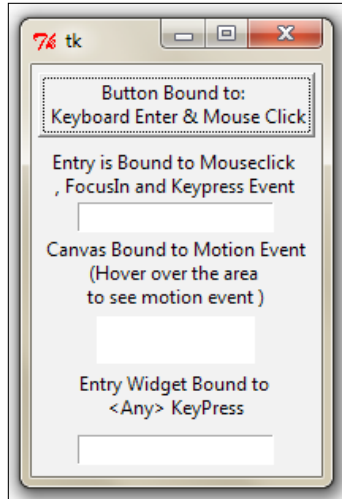 tk
Button Bound to:
Keyboard Enter & Mouse Click
Entry is Bound to Mouseclick
, FocusIn and Keypress Event
Canvas Bound to Motion Event
(Hover over the area
to see motion event )
Entry Widget Bound to
<Any> KeyPress